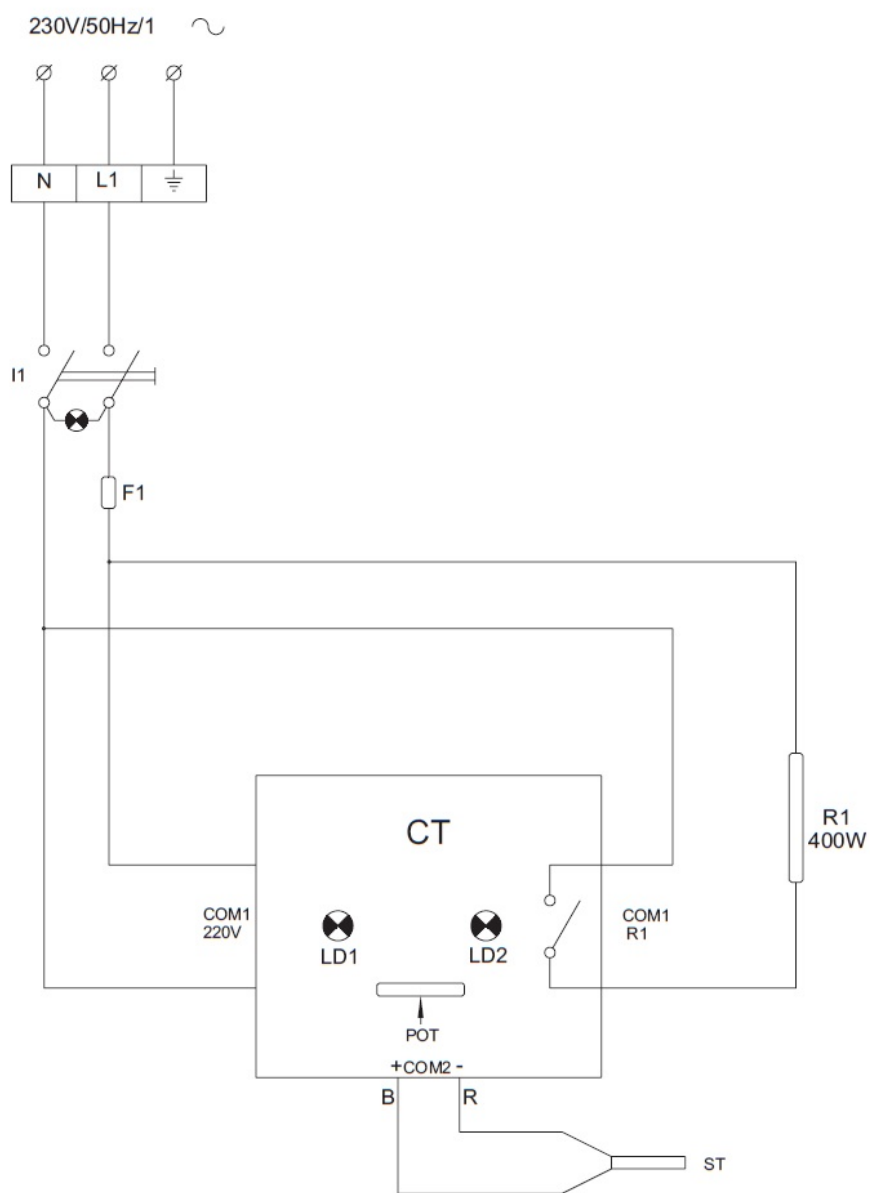 230V/50Hz/1
N
L1
I1
F1
CT
R1
400W
COM1
220V
LD1
LD2
COM1
R1
POT
+COM2 -
B
R
ST